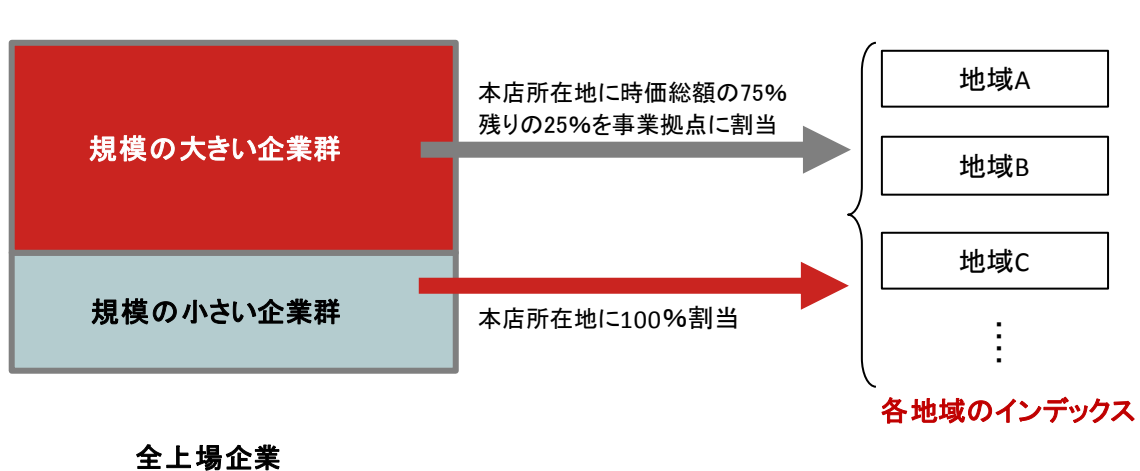 規模の大きい企業群
本店所在地に時価総額の75%
残りの25%を事業拠点に割当
規模の小さい企業群
本店所在地に100%割当
全上場企業
地域A
地域B
地域C
⋮
各地域のインデックス